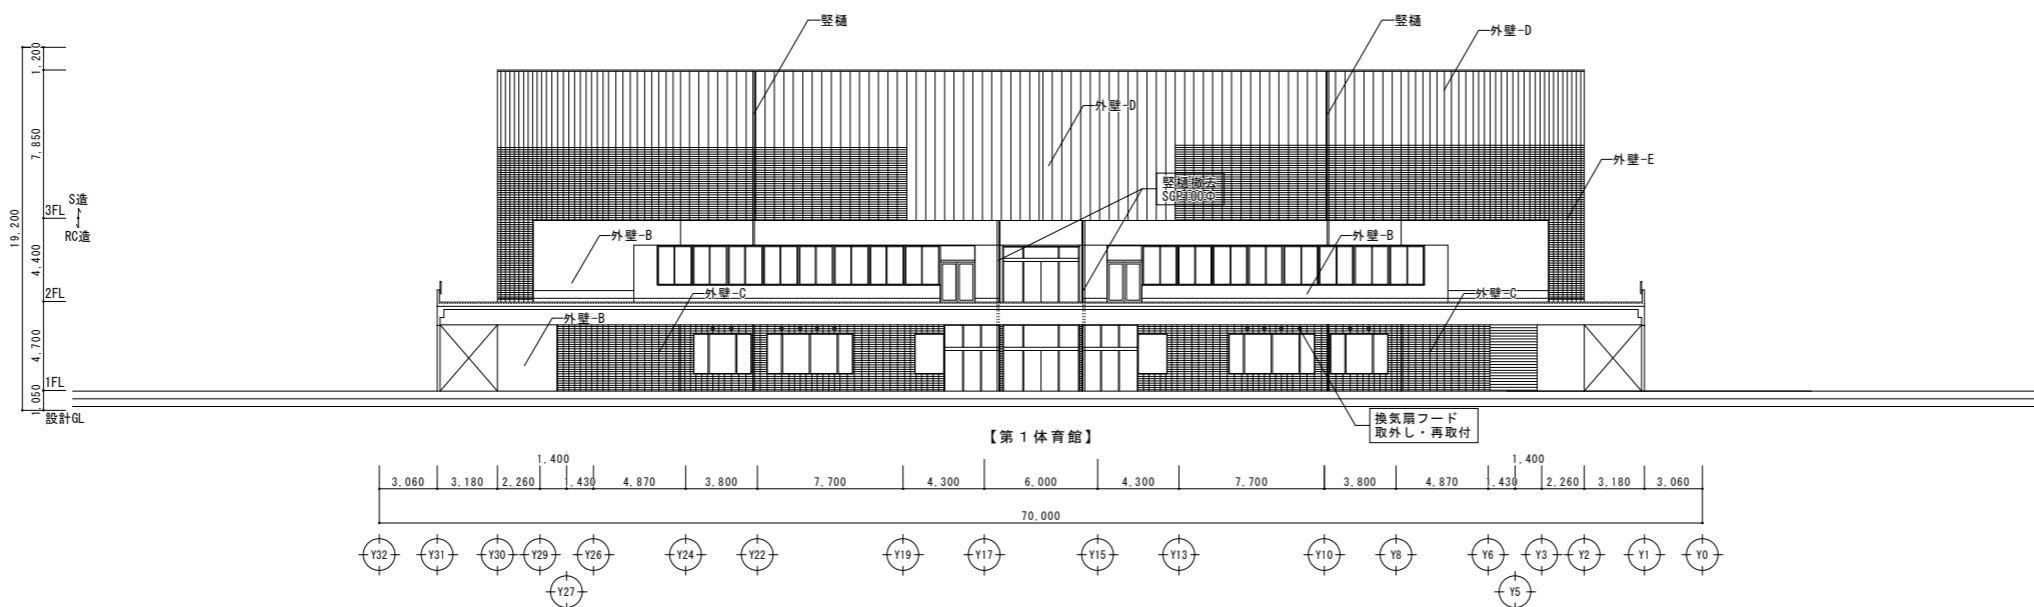 竪樋
竪樋
外壁-D
外壁-D
外壁-E
竪樋撤去
SGP100Φ
外壁-B
外壁-B
外壁-C
外壁-C
外壁-B
換気扇フード
取外し・再取付
1,200
7,850
19,200
4,400
4,700
1,050
S造
3FL
RC造
2FL
1FL
設計GL
【第1体育館】
1,400
1,400
3,060
3,180
2,260
1,430
4,870
3,800
7,700
4,300
6,000
4,300
7,700
3,800
4,870
1,430
2,260
3,180
3,060
70,000
Y32
Y31
Y30
Y29
Y26
Y24
Y22
Y19
Y17
Y15
Y13
Y10
Y8
Y6
Y3
Y2
Y1
Y0
Y27
Y5